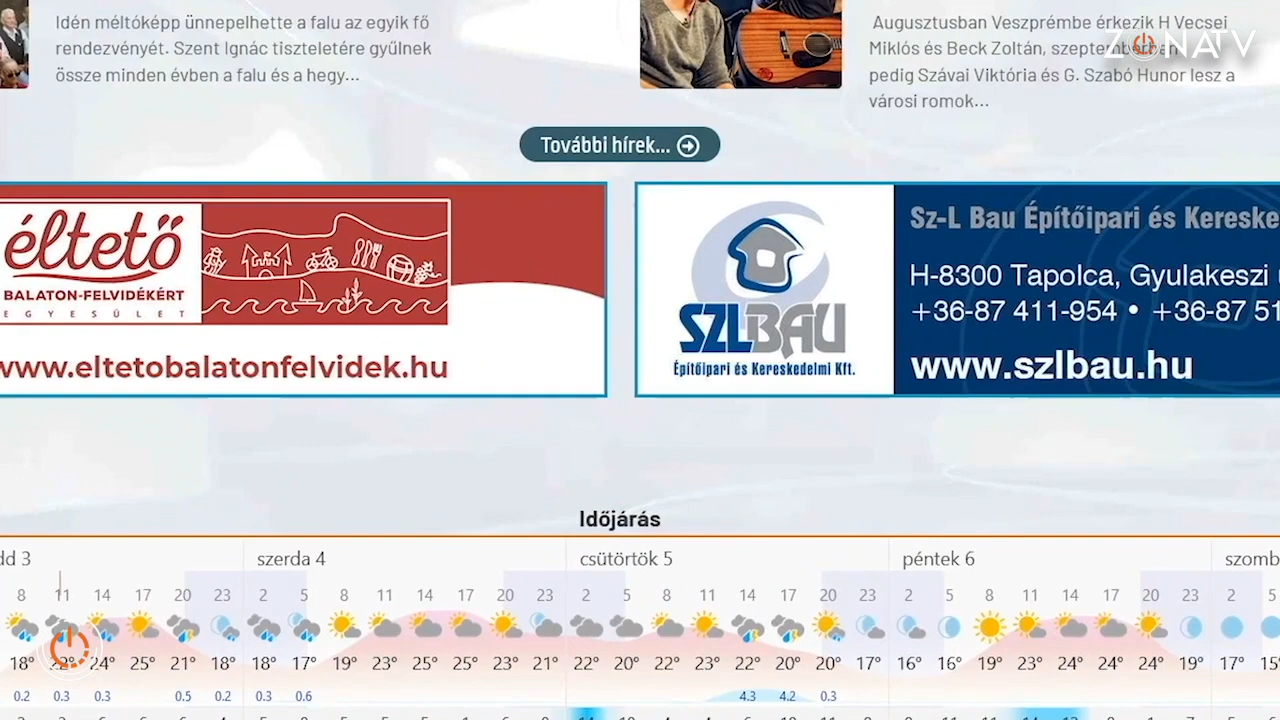 Idén méltóképp ünnepelhette a falu az egyik fő
rendezvényét. Szent Ignác tiszteletére gyűlnek
össze minden évben a falu és a hegy...
Augusztusban Veszprémbe érkezik H Vecsei
Miklós és Beck Zoltán, szeptemberben
pedig Szávai Viktória és G. Szabó Hunor lesz a
városi romok...
ZONATV
További hírek...
éltető
BALATON-FELVIDÉKÉRT
EGYESÜLET
www.eltetobalatonfelvidek.hu
SZLBAU
Építőipari és Kereskedelmi Kft.
Sz-L Bau Építőipari és Kereske
H-8300 Tapolca, Gyulakeszi
+36-87 411-954 • +36-87 51
www.szlbau.hu
Időjárás
dd 3 szerda 4 csütörtök 5 péntek 6 szomb
8 11 14 17 20 23 2 5 8 11 14 17 20 23 2 5 8 11 14 17 20 23 2 5 8 11 14 17 20 23 2 5
18° 22° 24° 25° 21° 18° 18° 17° 19° 23° 25° 25° 23° 21° 22° 20° 22° 23° 22° 20° 20° 17° 16° 16° 19° 23° 24° 24° 24° 19° 17° 15°
0.2 0.3 0.3 0.5 0.2 0.3 0.6 4.3 4.2 0.3